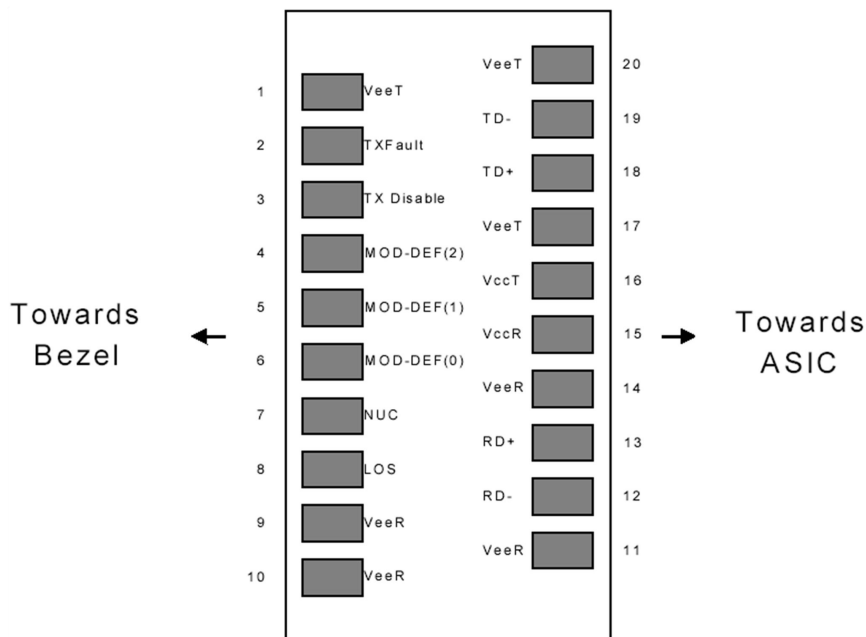 VeeT 20
1 VeeT
TD- 19
2 TXFault
TD+ 18
3 TX Disable
VeeT 17
4 MOD-DEF(2)
VccT 16
5 MOD-DEF(1)
Towards
Bezel
VccR 15
Towards
ASIC
6 MOD-DEF(0)
VeeR 14
7 NUC
RD+ 13
8 LOS
RD- 12
9 VeeR
VeeR 11
10 VeeR